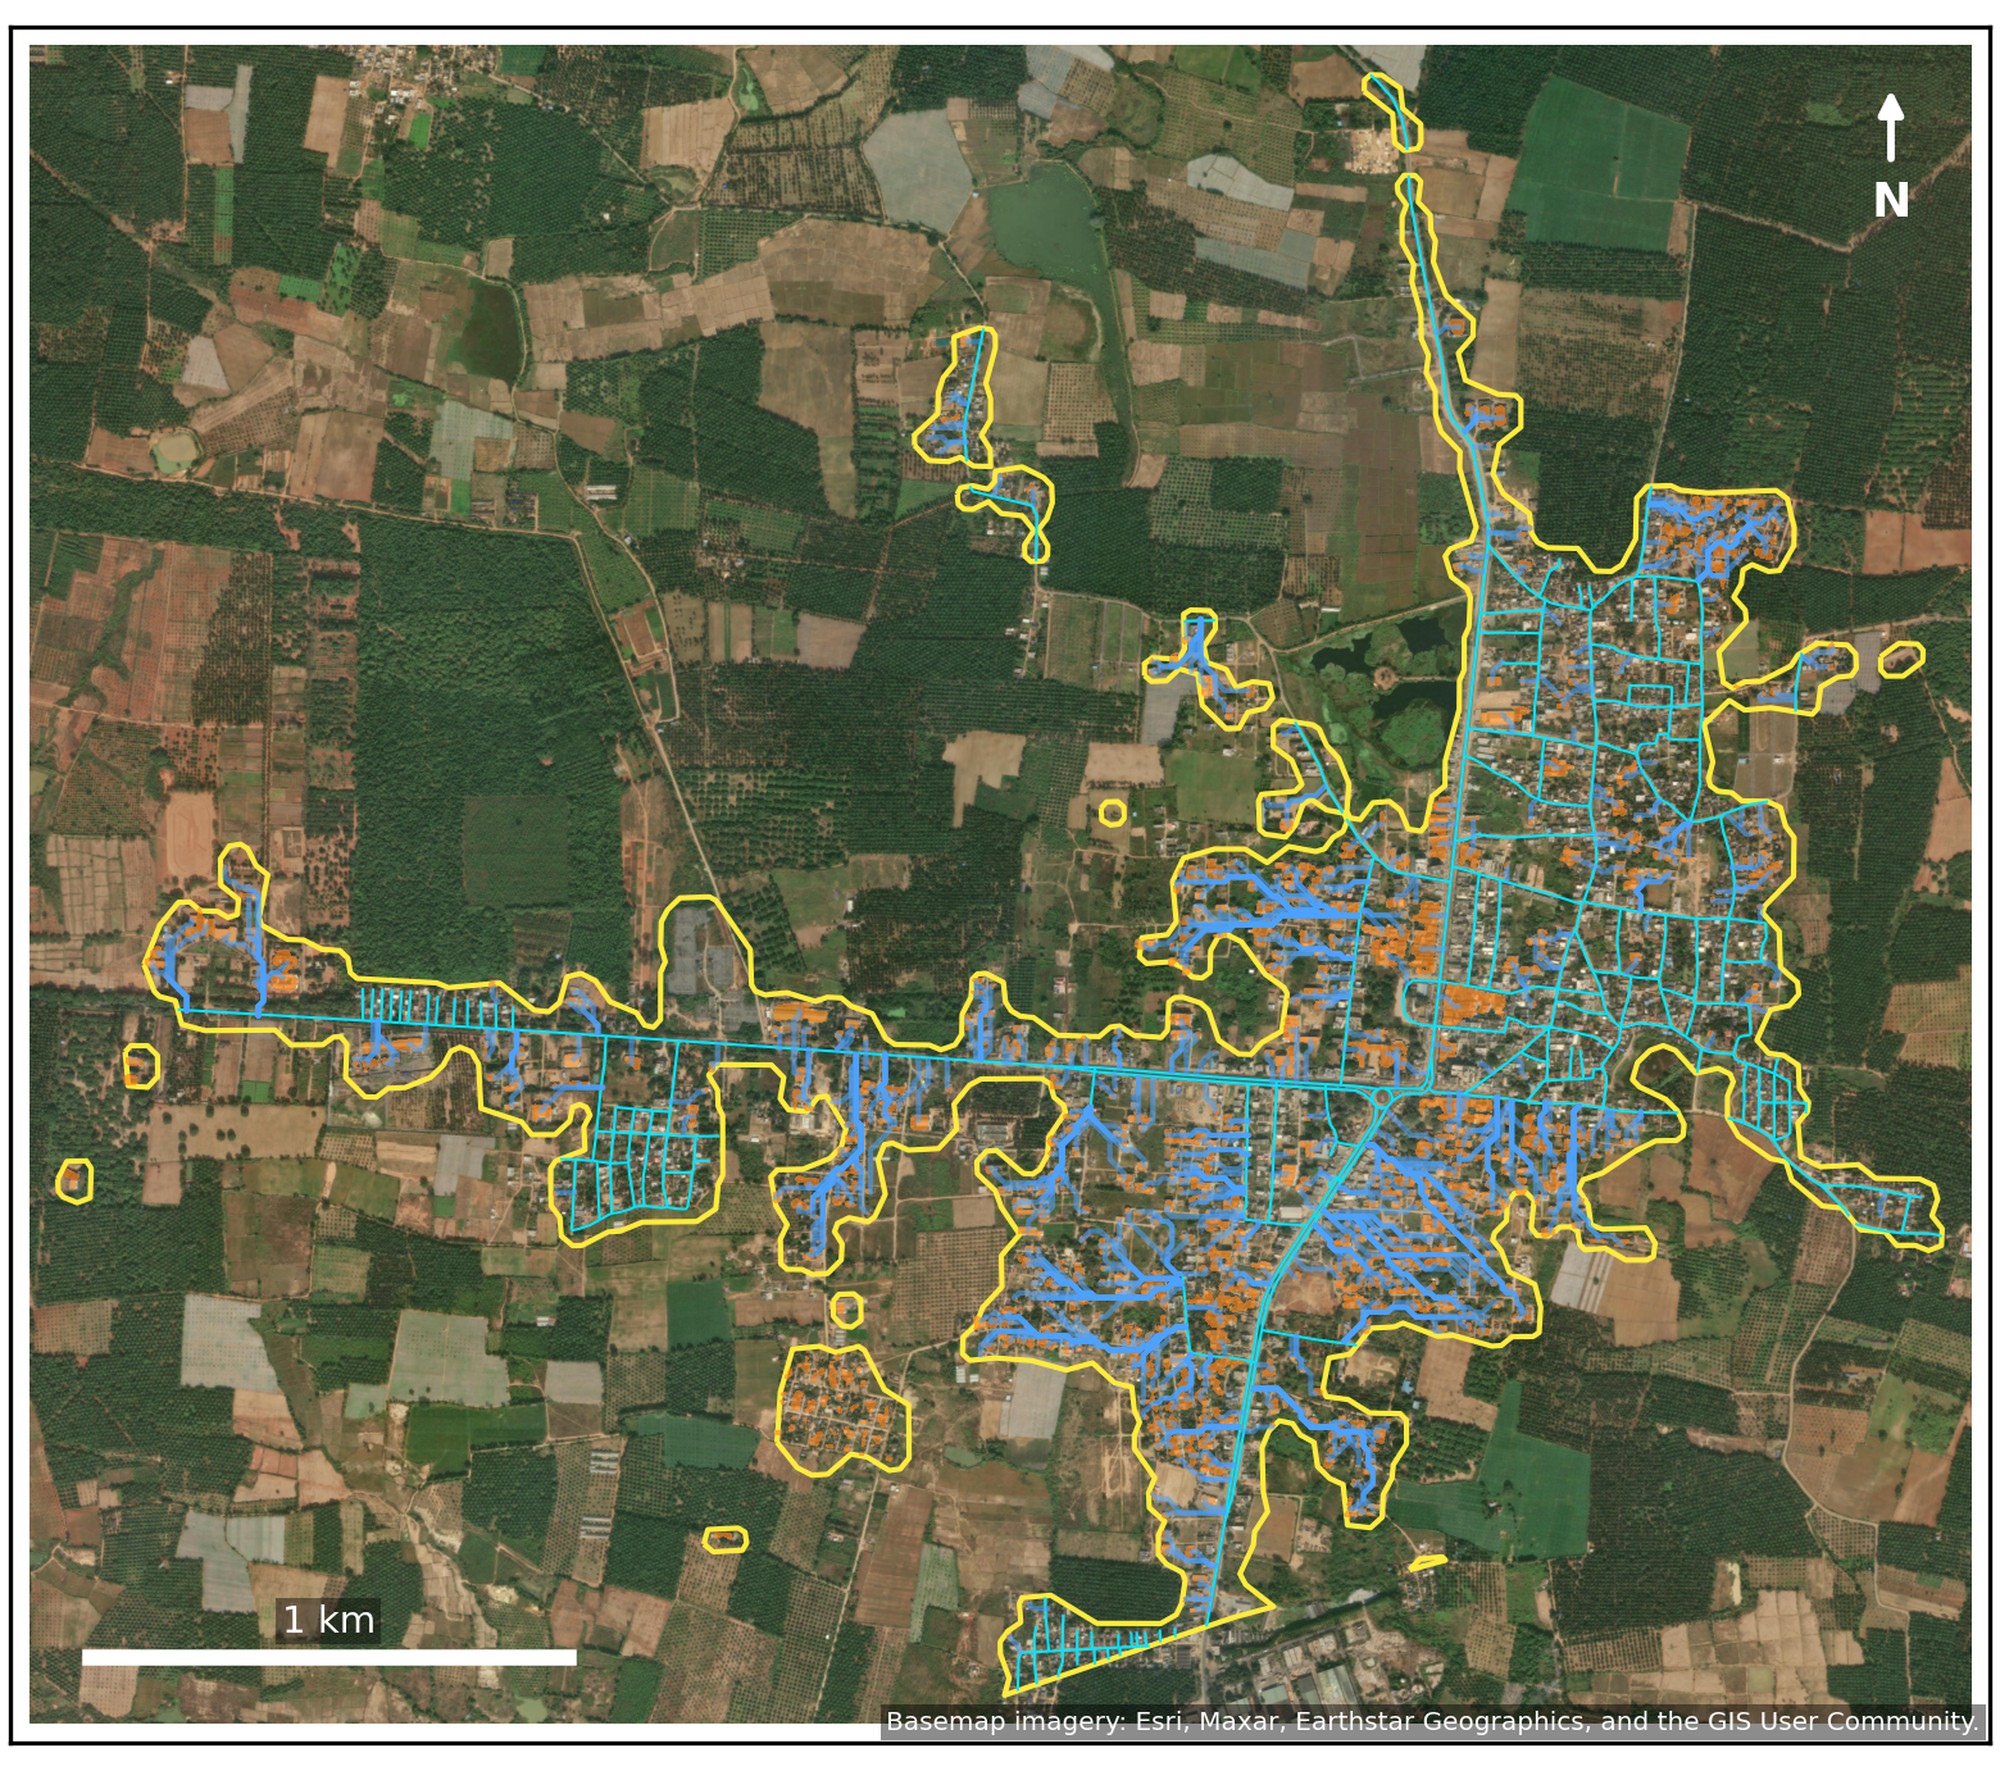 N
1 km
Basemap imagery: Esri, Maxar, Earthstar Geographics, and the GIS User Community.